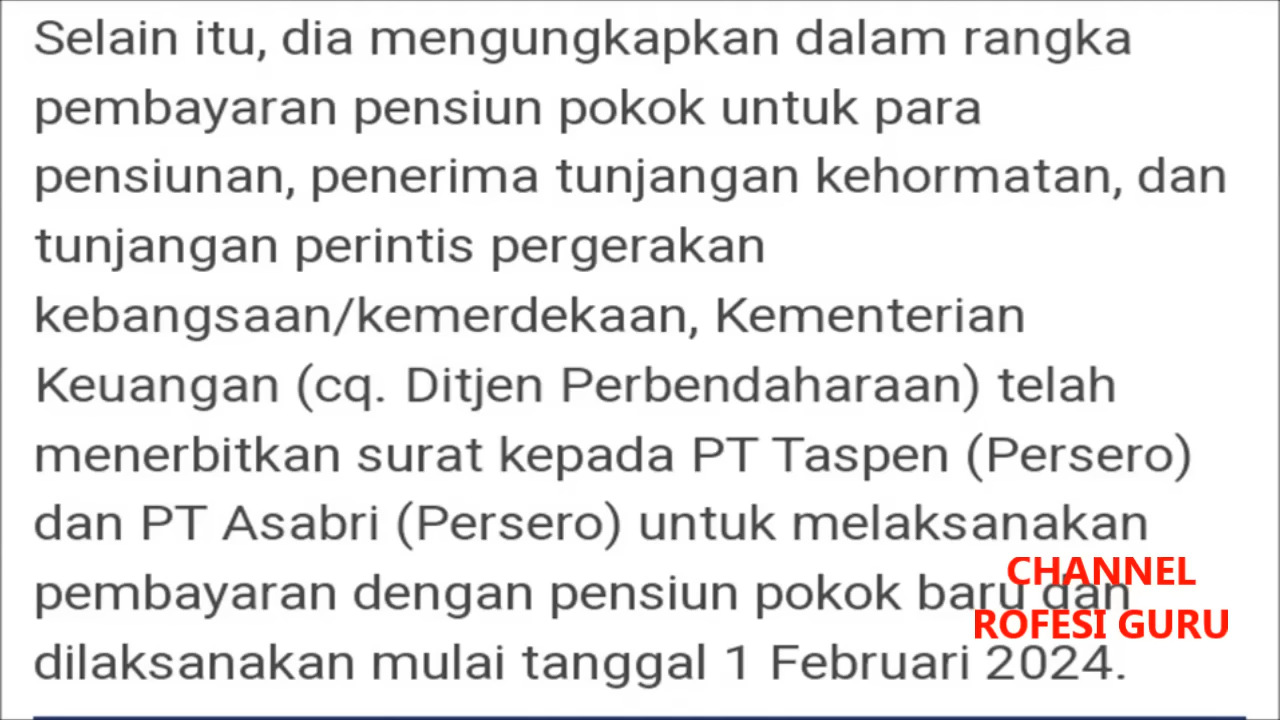 Selain itu, dia mengungkapkan dalam rangka
pembayaran pensiun pokok untuk para
pensiunan, penerima tunjangan kehormatan, dan
tunjangan perintis pergerakan
kebangsaan/kemerdekaan, Kementerian
Keuangan (cq. Ditjen Perbendaharaan) telah
menerbitkan surat kepada PT Taspen (Persero)
dan PT Asabri (Persero) untuk melaksanakan
pembayaran dengan pensiun pokok baru dan
dilaksanakan mulai tanggal 1 Februari 2024.
CHANNEL
ROFESI GURU